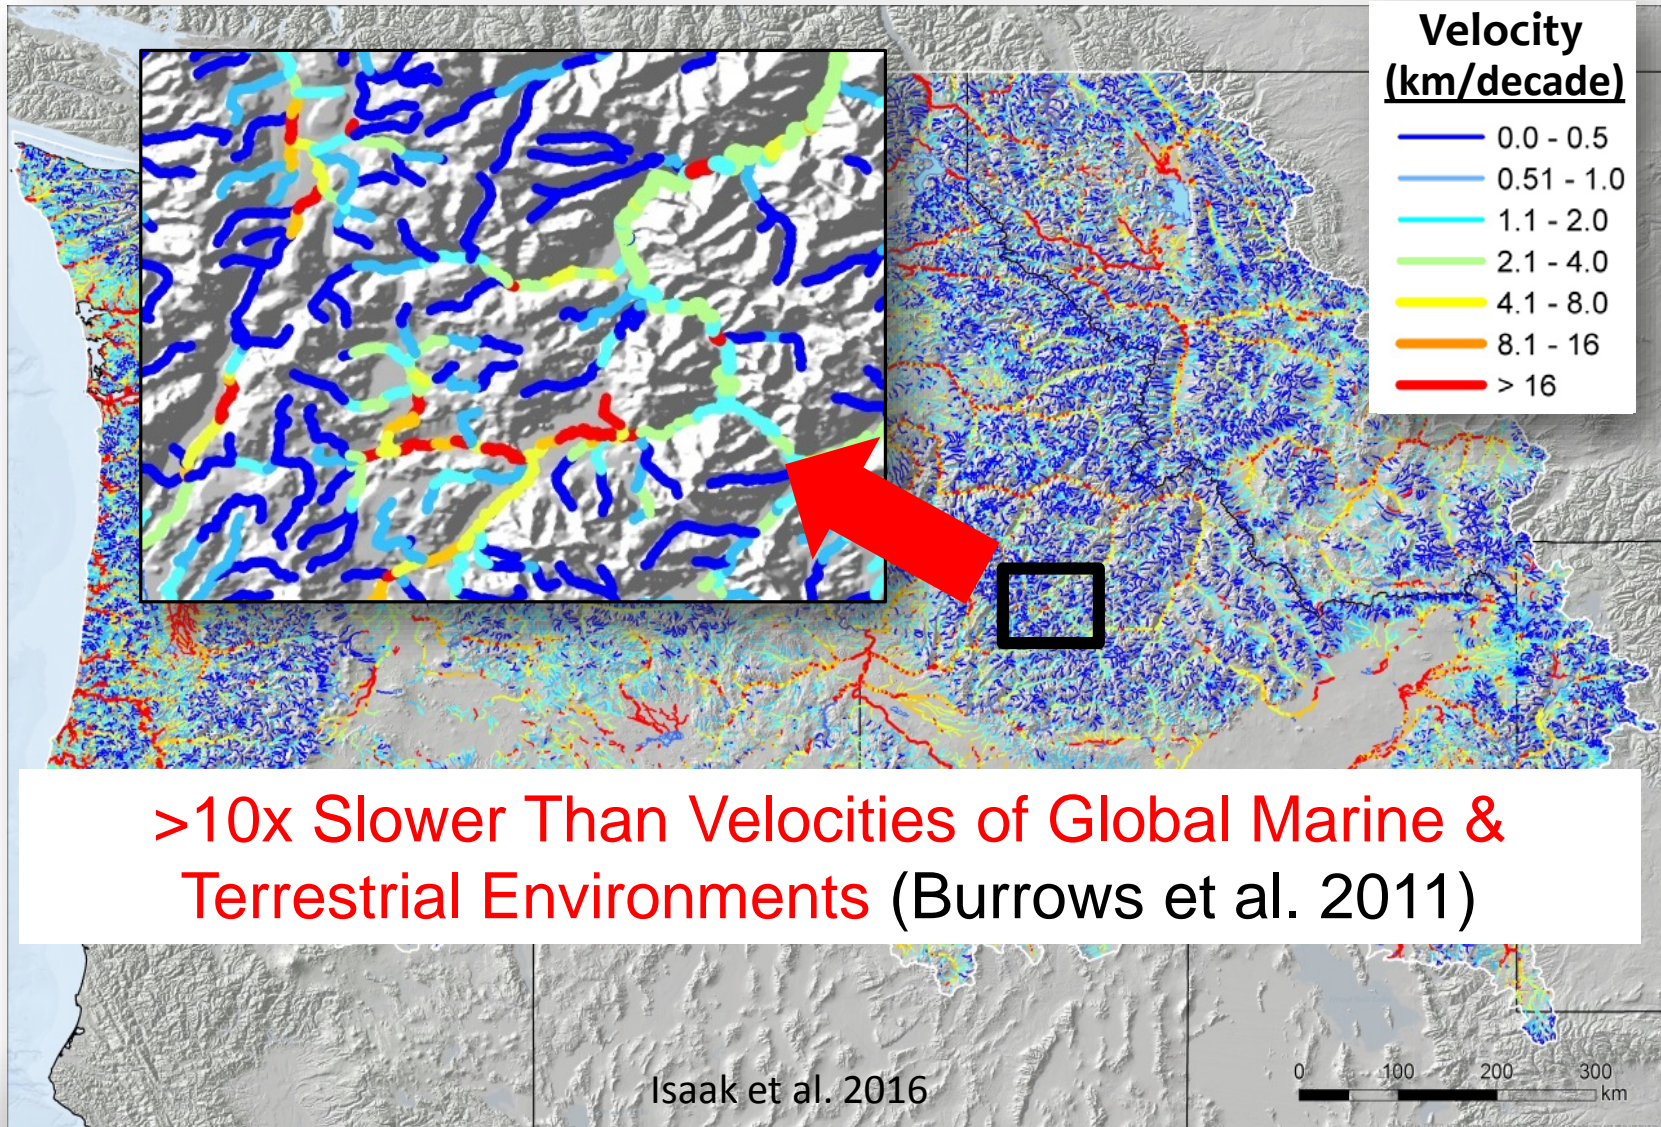 Velocity
(km/decade)
0.0 - 0.5
0.51 - 1.0
1.1 - 2.0
2.1 - 4.0
4.1 - 8.0
8.1 - 16
> 16
>10x Slower Than Velocities of Global Marine &
Terrestrial Environments (Burrows et al. 2011)
Isaak et al. 2016
0 100 200 300
km